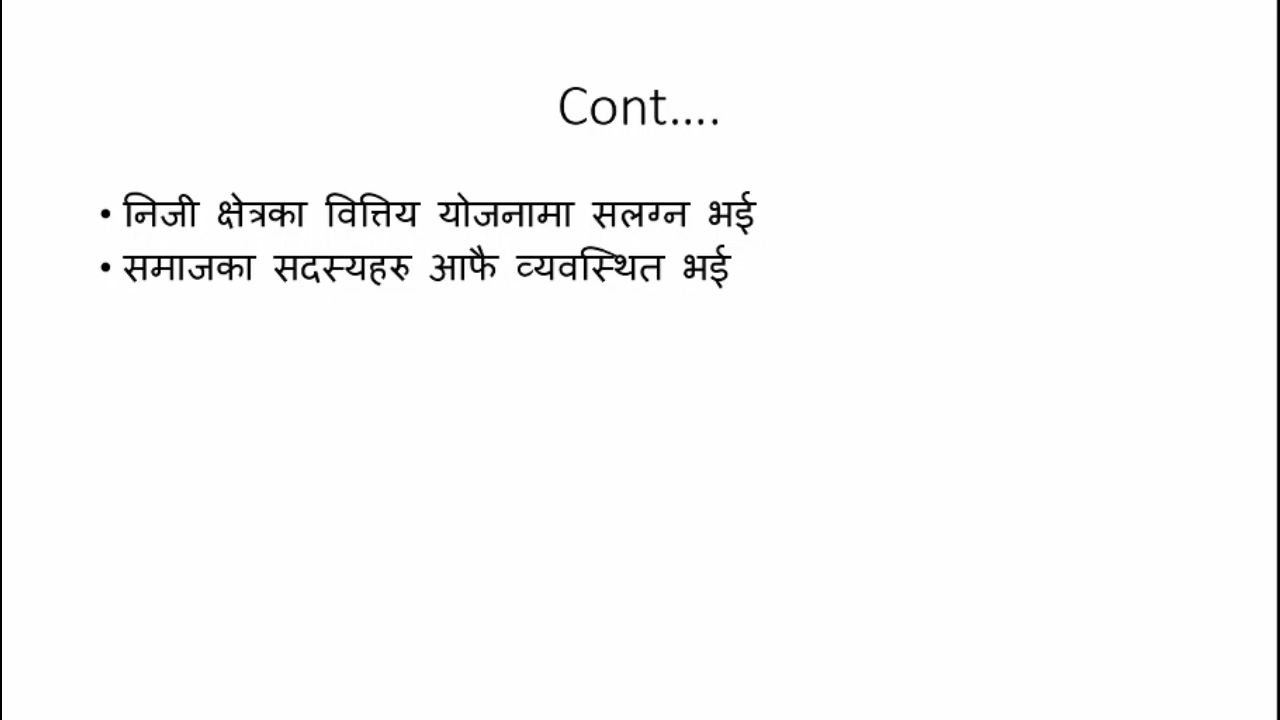 Cont....
• निजी क्षेत्रका वित्तिय योजनामा सलग्न भई
• समाजका सदस्यहरु आफै व्यवस्थित भई